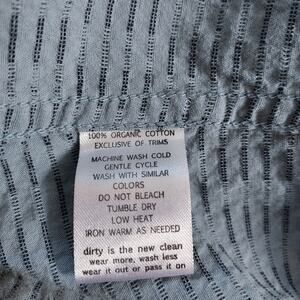 100% ORGANIC COTTON
EXCLUSIVE OF TRIMS
MACHINE WASH COLD
GENTLE CYCLE
WASH WITH SIMILAR
COLORS
DO NOT BLEACH
TUMBLE DRY
LOW HEAT
IRON WARM AS NEEDED
dirty is the new clean
wear more, wash less
wear it out or pass it on